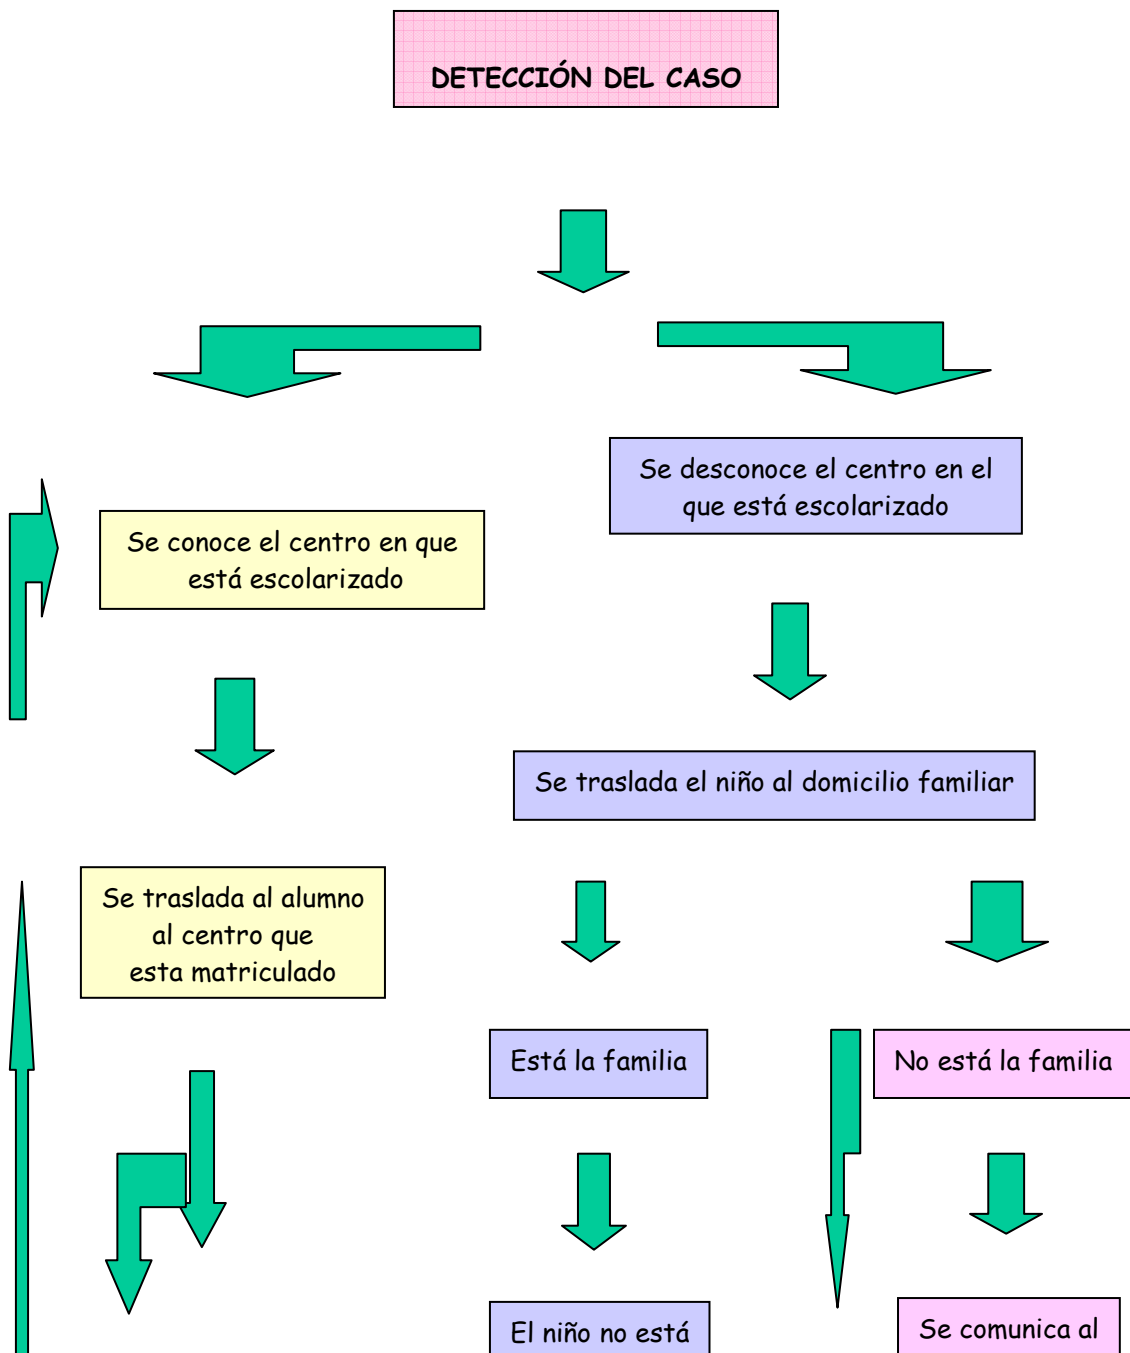 DETECCIÓN DEL CASO
Se desconoce el centro en el
que está escolarizado
Se conoce el centro en que
está escolarizado
Se traslada el niño al domicilio familiar
Se traslada al alumno
al centro que
esta matriculado
Está la familia
No está la familia
El niño no está
Se comunica al